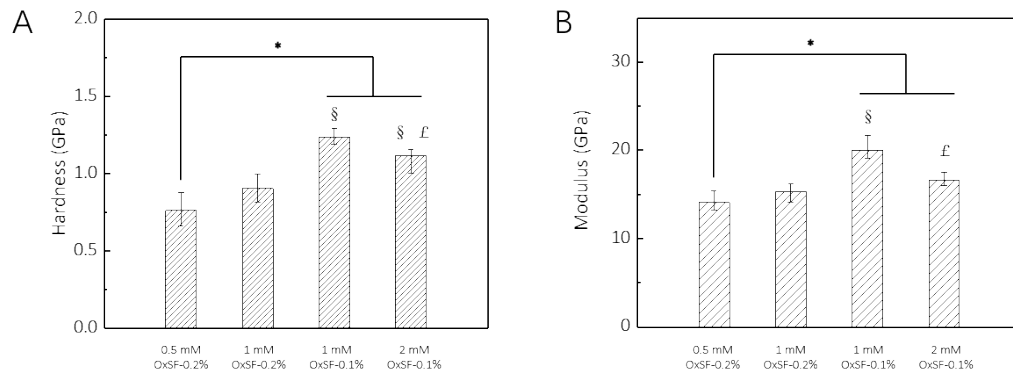 A
Hardness (GPa)
2.0
1.5
1.0
0.5
0.0
*
§
§ £
0.5 mM
OxSF-0.2%
1 mM
OxSF-0.2%
1 mM
OxSF-0.1%
2 mM
OxSF-0.1%
B
Modulus (GPa)
30
20
10
0
*
§
£
0.5 mM
OxSF-0.2%
1 mM
OxSF-0.2%
1 mM
OxSF-0.1%
2 mM
OxSF-0.1%